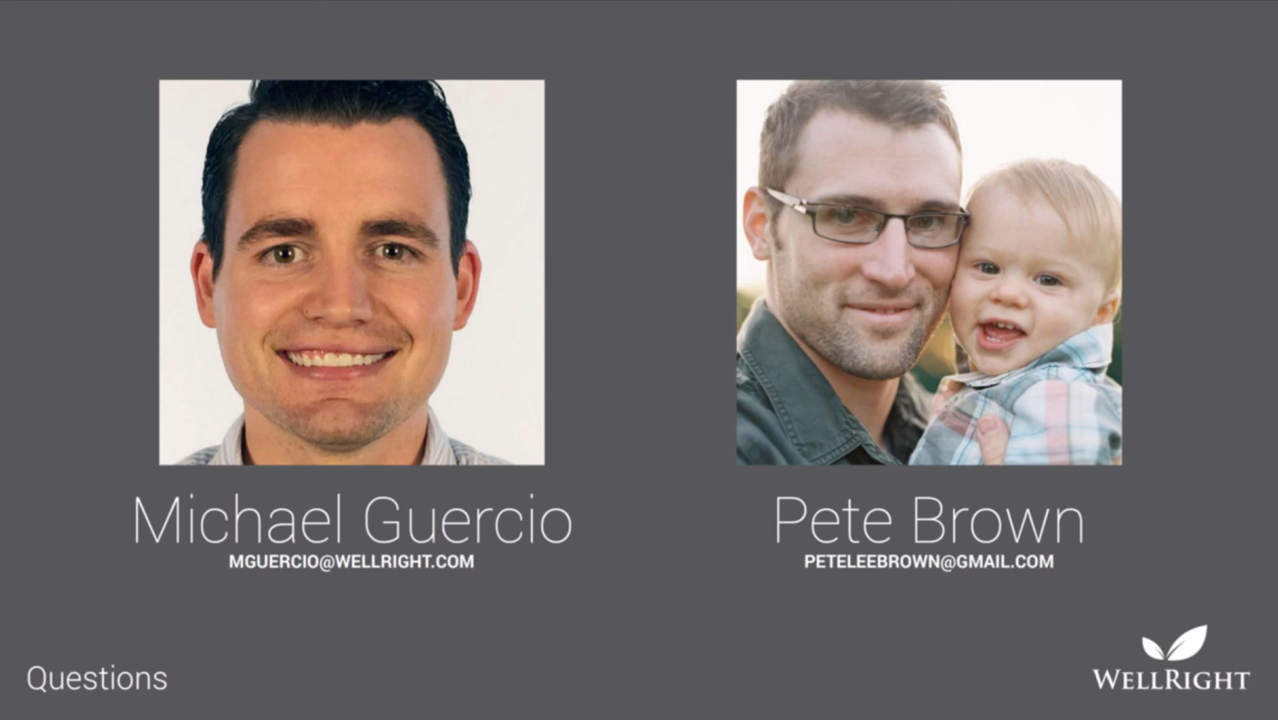 Michael Guercio
MGUERCIO@WELLRIGHT.COM
Pete Brown
PETELEEBROWN@GMAIL.COM
Questions
WELLRIGHT